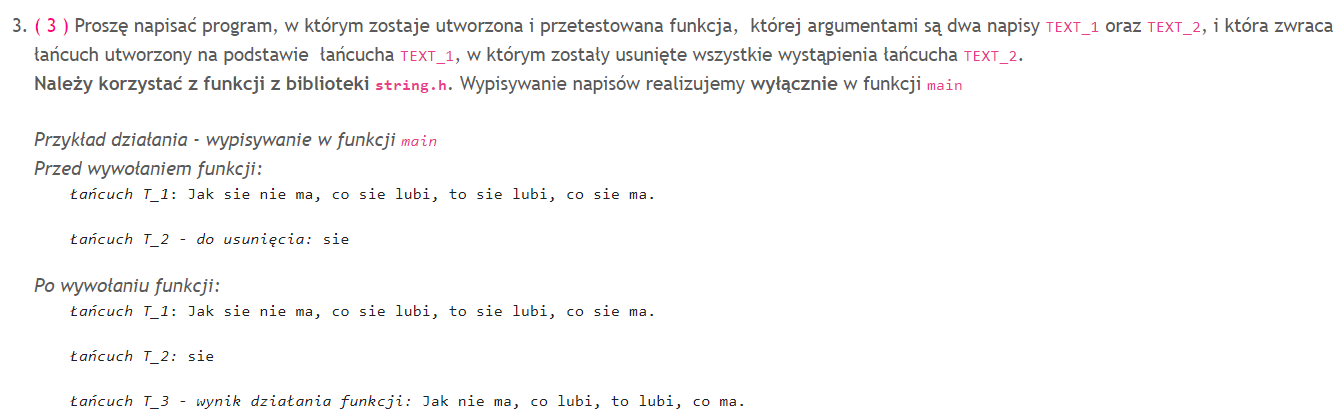 3. ( 3 ) Proszę napisać program, w którym zostaje utworzona i przetestowana funkcja, której argumentami są dwa napisy TEXT_1 oraz TEXT_2, i która zwraca
łańcuch utworzony na podstawie łańcucha TEXT_1, w którym zostały usunięte wszystkie wystąpienia łańcucha TEXT_2.
Należy korzystać z funkcji z biblioteki string.h. Wypisywanie napisów realizujemy wyłącznie w funkcji main
Przykład działania - wypisywanie w funkcji main
Przed wywołaniem funkcji:
Łańcuch T_1: Jak sie nie ma, co sie lubi, to sie lubi, co sie ma.
Łańcuch T_2 - do usunięcia: sie
Po wywołaniu funkcji:
Łańcuch T_1: Jak sie nie ma, co sie lubi, to sie lubi, co sie ma.
Łańcuch T_2: sie
Łańcuch T_3 - wynik działania funkcji: Jak nie ma, co lubi, to lubi, co ma.